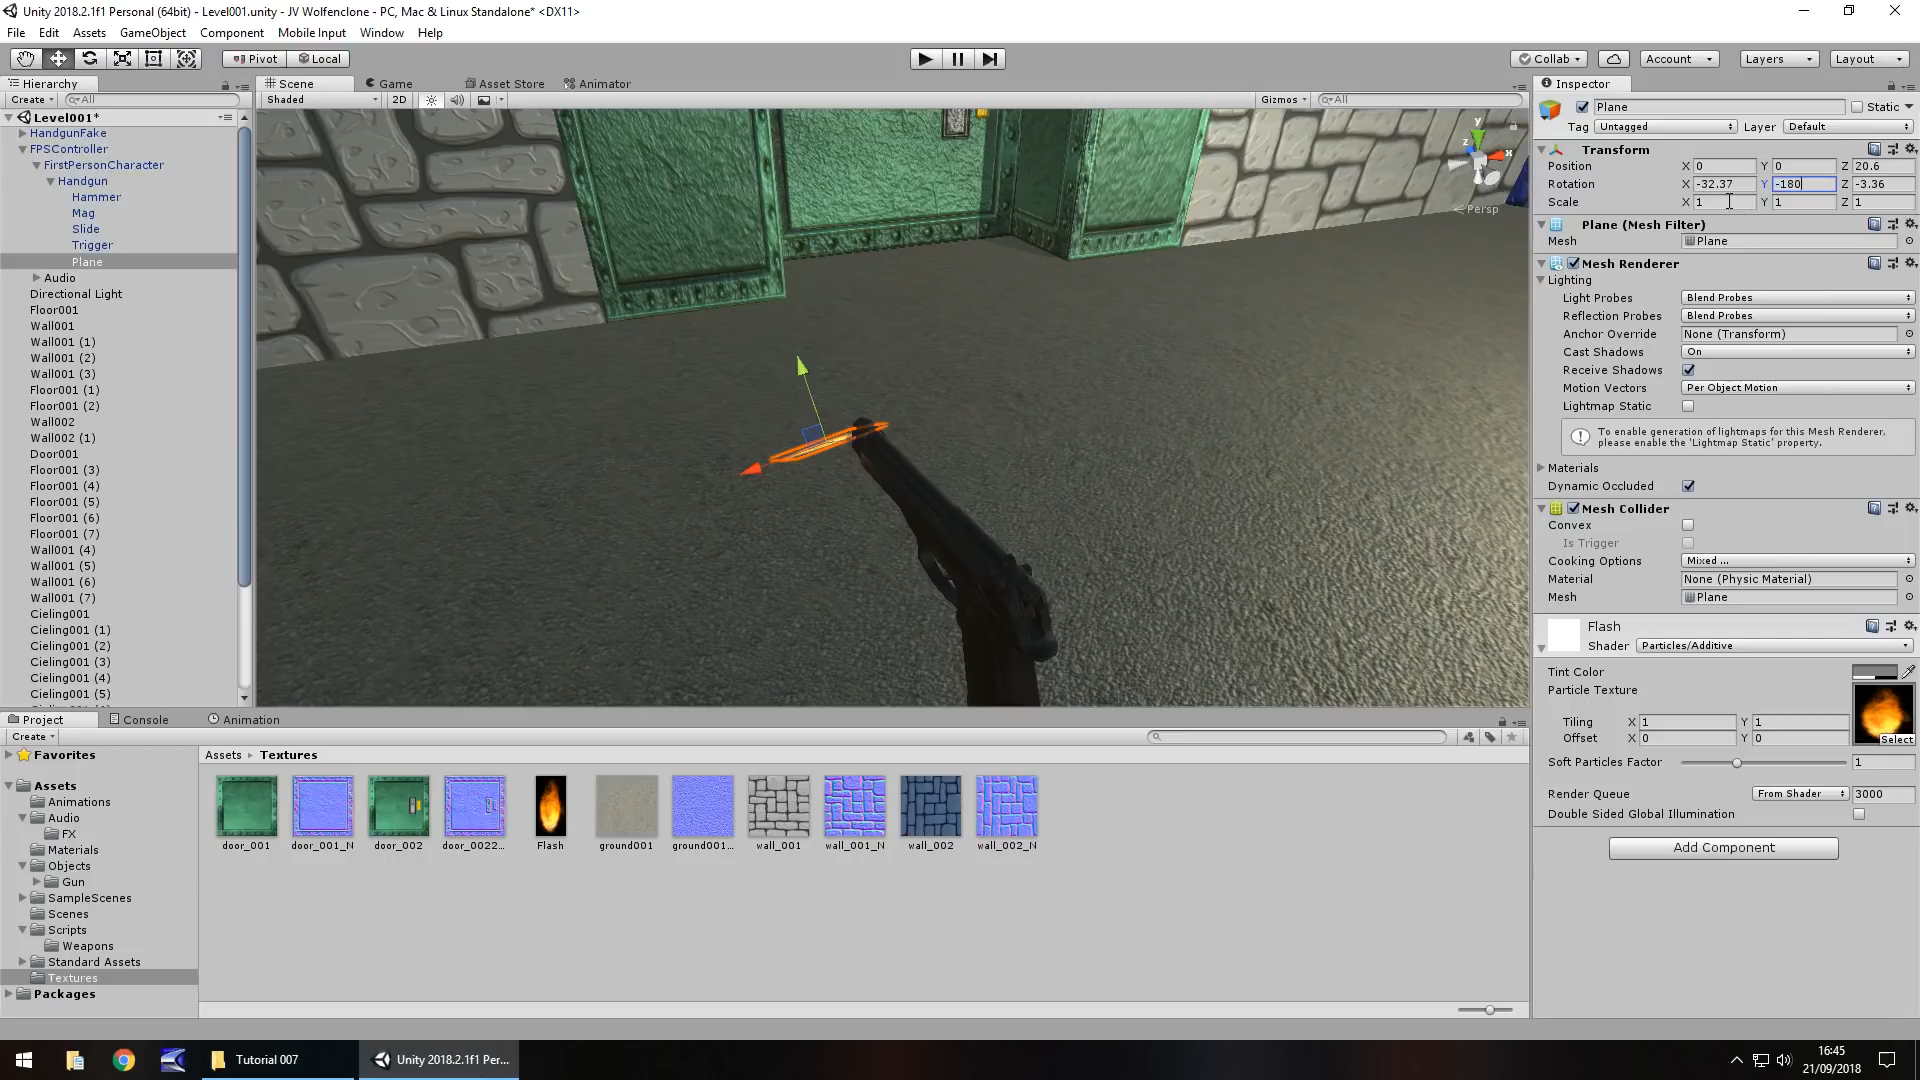 Unity 2018.2.1f1 Personal (64bit) - Level001.unity - JV Wolfenclone - PC, Mac & Linux Standalone* <DX11>
File Edit Assets GameObject Component Mobile Input Window Help
Pivot Local Collab Account Layers Layout
Hierarchy Scene Game Asset Store Animator Inspector
Create All Shaded 2D Gizmos All
Plane Static
Tag Untagged Layer Default
Level001*
HandgunFake
FPSController
FirstPersonCharacter
Handgun
Hammer
Mag
Slide
Trigger
Plane
Audio
Directional Light
Floor001
Wall001
Wall001 (1)
Wall001 (2)
Wall001 (3)
Floor001 (1)
Floor001 (2)
Wall002
Wall002 (1)
Door001
Floor001 (3)
Floor001 (4)
Floor001 (5)
Floor001 (6)
Floor001 (7)
Wall001 (4)
Wall001 (5)
Wall001 (6)
Wall001 (7)
Cieling001
Cieling001 (1)
Cieling001 (2)
Cieling001 (3)
Cieling001 (4)
Cieling001 (5)
y
z x
Persp
Transform
Position X 0 Y 0 Z 20.6
Rotation X -32.37 Y -180 Z -3.36
Scale X 1 Y 1 Z 1
Plane (Mesh Filter)
Mesh Plane
Mesh Renderer
Lighting
Light Probes Blend Probes
Reflection Probes Blend Probes
Anchor Override None (Transform)
Cast Shadows On
Receive Shadows
Motion Vectors Per Object Motion
Lightmap Static
To enable generation of lightmaps for this Mesh Renderer,
please enable the 'Lightmap Static' property.
Materials
Dynamic Occluded
Mesh Collider
Convex
Is Trigger
Cooking Options Mixed ...
Material None (Physic Material)
Mesh Plane
Flash
Shader Particles/Additive
Tint Color
Particle Texture
Tiling X 1 Y 1
Offset X 0 Y 0
Select
Soft Particles Factor 1
Render Queue From Shader 3000
Double Sided Global Illumination
Add Component
Project Console Animation
Create
Favorites
Assets
Animations
Audio
FX
Materials
Objects
Gun
SampleScenes
Scenes
Scripts
Weapons
Standard Assets
Textures
Packages
Assets Textures
door_001 door_001_N door_002 door_0022... Flash ground001 ground001... wall_001 wall_001_N wall_002 wall_002_N
Tutorial 007
Unity 2018.2.1f1 Per...
16:45
21/09/2018